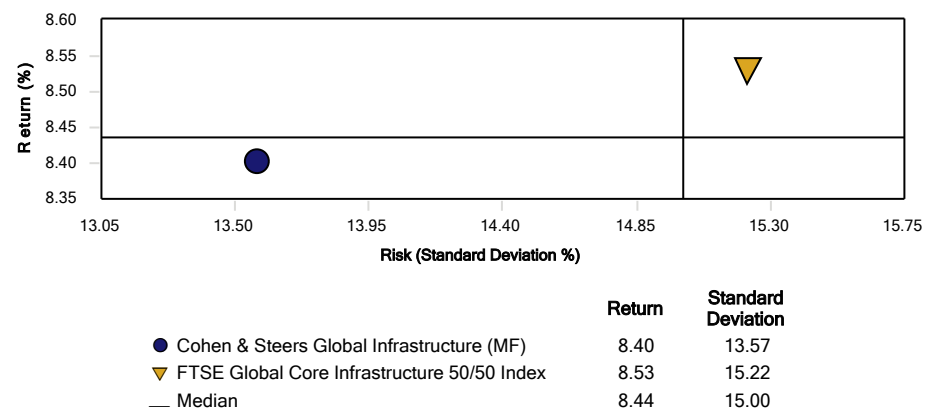 8.60
8.55
8.50
8.45
8.40
8.35
Return (%)
13.05 13.50 13.95 14.40 14.85 15.30 15.75
Risk (Standard Deviation %)
Return Standard Deviation
Cohen & Steers Global Infrastructure (MF) 8.40 13.57
FTSE Global Core Infrastructure 50/50 Index 8.53 15.22
Median 8.44 15.00